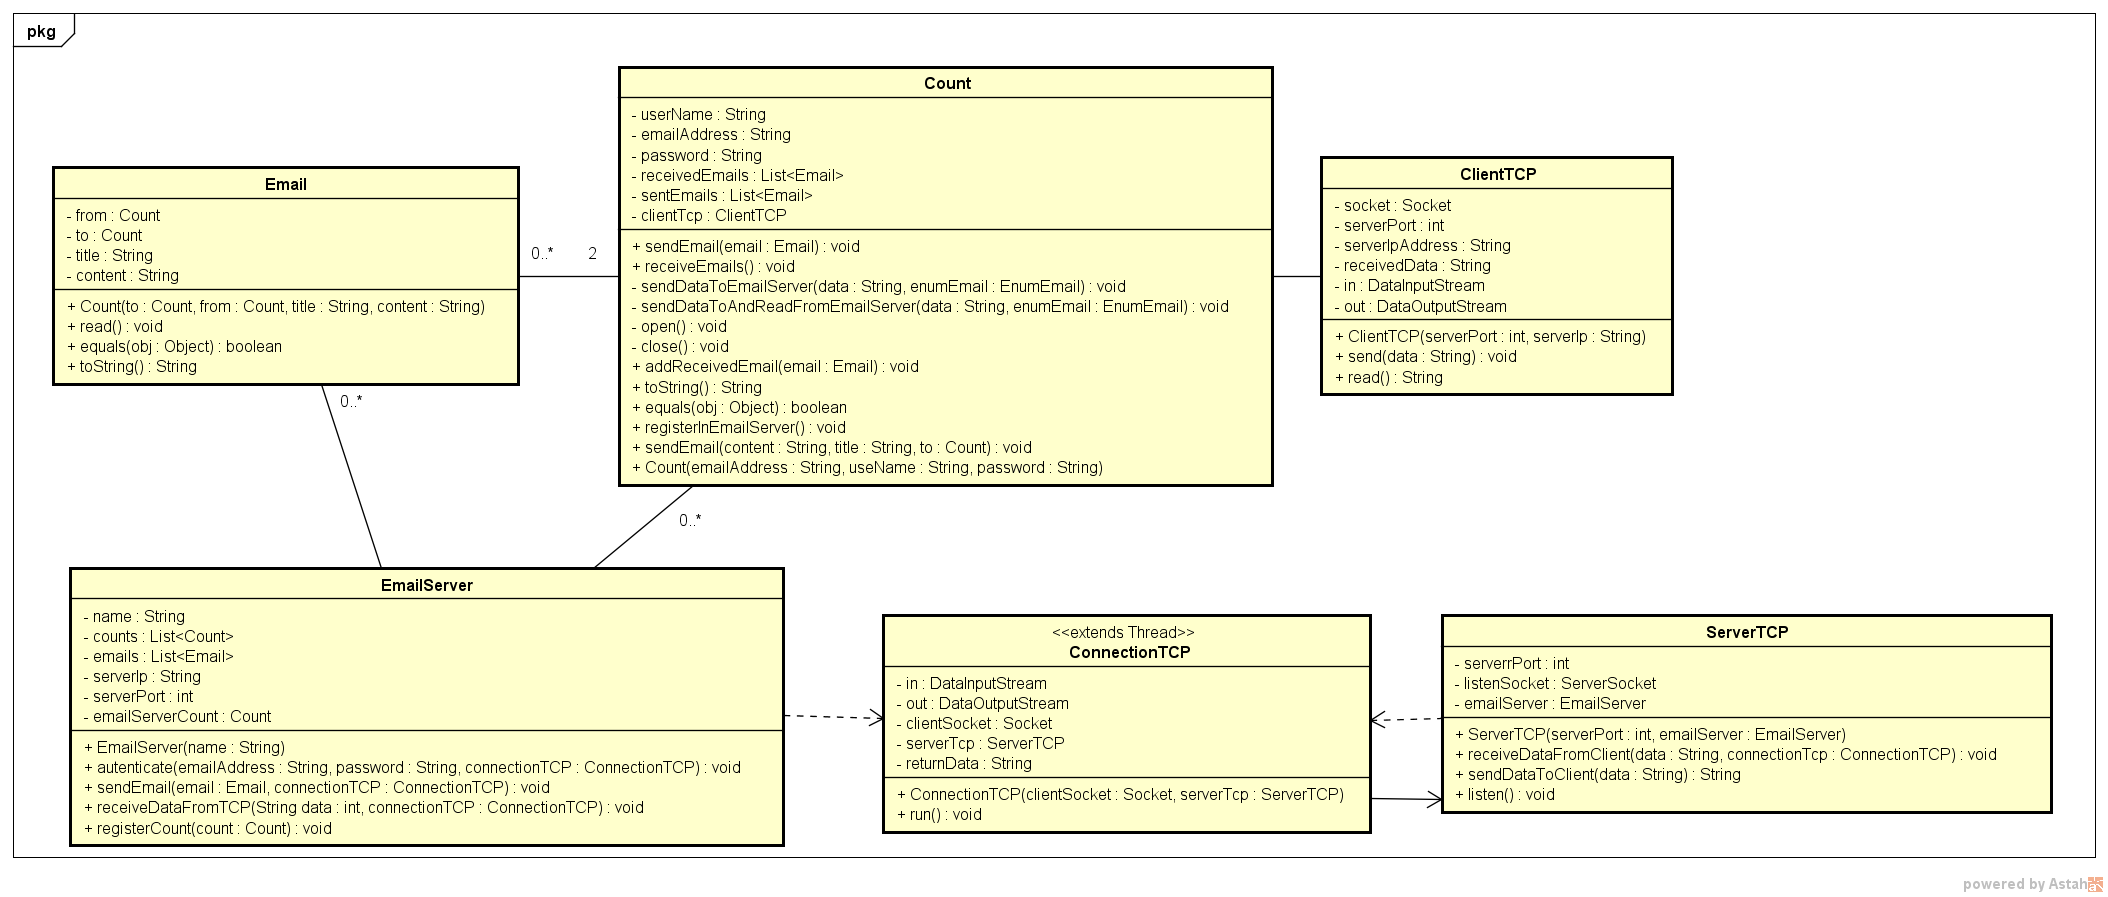 pkg
Count
- userName : String
- emailAddress : String
- password : String
- receivedEmails : List<Email>
- sentEmails : List<Email>
- clientTcp : ClientTCP
+ sendEmail(email : Email) : void
+ receiveEmails() : void
- sendDataToEmailServer(data : String, enumEmail : EnumEmail) : void
- sendDataToAndReadFromEmailServer(data : String, enumEmail : EnumEmail) : void
- open() : void
- close() : void
+ addReceivedEmail(email : Email) : void
+ toString() : String
+ equals(obj : Object) : boolean
+ registerInEmailServer() : void
+ sendEmail(content : String, title : String, to : Count) : void
+ Count(emailAddress : String, useName : String, password : String)
Email
- from : Count
- to : Count
- title : String
- content : String
+ Count(to : Count, from : Count, title : String, content : String)
+ read() : void
+ equals(obj : Object) : boolean
+ toString() : String
0..*
2
ClientTCP
- socket : Socket
- serverPort : int
- serverIpAddress : String
- receivedData : String
- in : DataInputStream
- out : DataOutputStream
+ ClientTCP(serverPort : int, serverIp : String)
+ send(data : String) : void
+ read() : String
0..*
0..*
EmailServer
- name : String
- counts : List<Count>
- emails : List<Email>
- serverIp : String
- serverPort : int
- emailServerCount : Count
+ EmailServer(name : String)
+ autenticate(emailAddress : String, password : String, connectionTCP : ConnectionTCP) : void
+ sendEmail(email : Email, connectionTCP : ConnectionTCP) : void
+ receiveDataFromTCP(String data : int, connectionTCP : ConnectionTCP) : void
+ registerCount(count : Count) : void
<<extends Thread>>
ConnectionTCP
- in : DataInputStream
- out : DataOutputStream
- clientSocket : Socket
- serverTcp : ServerTCP
- returnData : String
+ ConnectionTCP(clientSocket : Socket, serverTcp : ServerTCP)
+ run() : void
ServerTCP
- serverrPort : int
- listenSocket : ServerSocket
- emailServer : EmailServer
+ ServerTCP(serverPort : int, emailServer : EmailServer)
+ receiveDataFromClient(data : String, connectionTcp : ConnectionTCP) : void
+ sendDataToClient(data : String) : String
+ listen() : void
powered by Astah